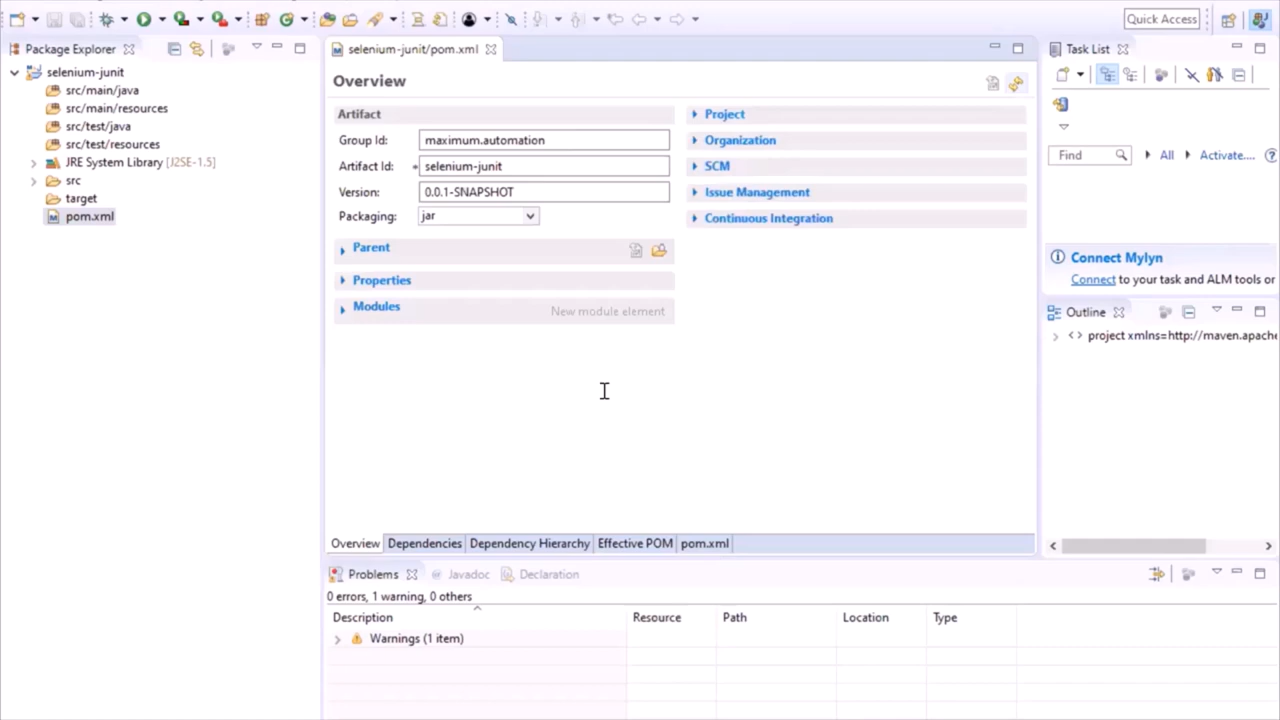 Quick Access
Package Explorer
selenium-junit
src/main/java
src/main/resources
src/test/java
src/test/resources
JRE System Library [J2SE-1.5]
src
target
pom.xml
selenium-junit/pom.xml
Overview
Artifact
Group Id: maximum.automation
Artifact Id: * selenium-junit
Version: 0.0.1-SNAPSHOT
Packaging: jar
Parent
Properties
Modules New module element
Project
Organization
SCM
Issue Management
Continuous Integration
Overview Dependencies Dependency Hierarchy Effective POM pom.xml
Task List
Find All Activate....
Connect Mylyn
Connect to your task and ALM tools or
Outline
<> project xmlns=http://maven.apache
Problems @ Javadoc Declaration
0 errors, 1 warning, 0 others
Description Resource Path Location Type
Warnings (1 item)